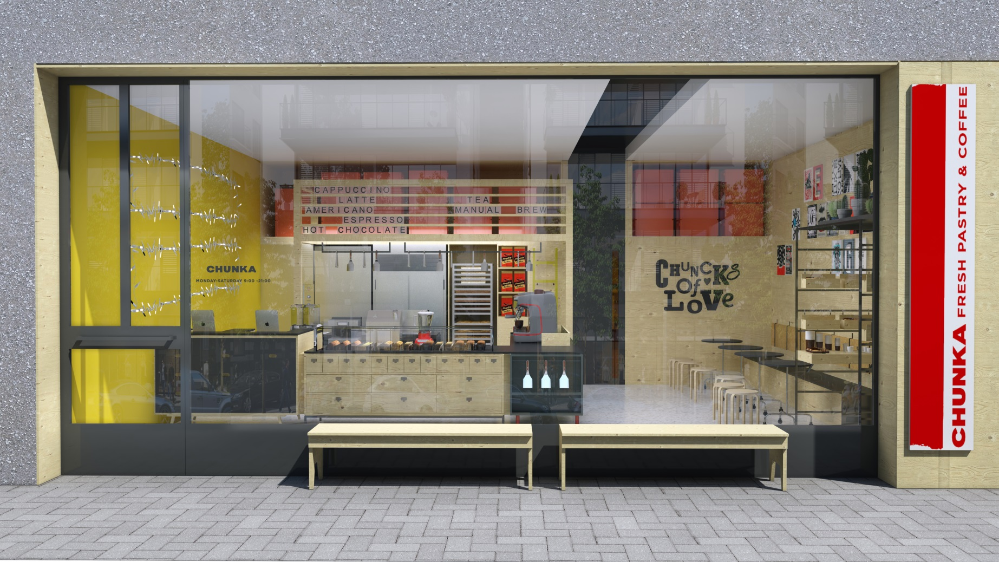 CAPPUCCINO
LATTE TEA
AMERICANO MANUAL BREW
ESPRESSO
HOT CHOCOLATE
CHUNKA
MONDAY-SATURDAY 9:00 -21:00
CHUNCKS
OF
LOVE
CHUNKA FRESH PASTRY & COFFEE